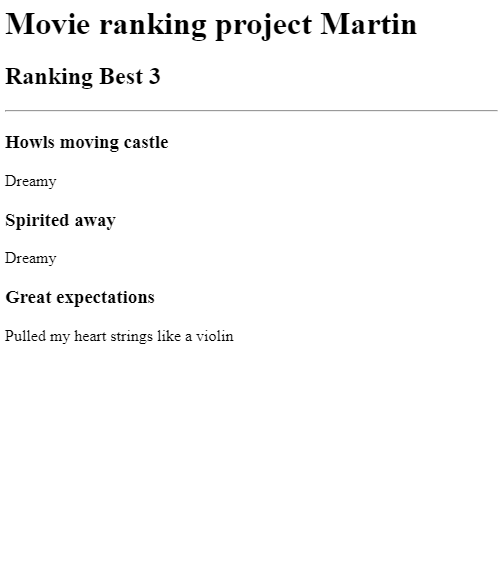 Movie ranking project Martin
Ranking Best 3
Howls moving castle
Dreamy
Spirited away
Dreamy
Great expectations
Pulled my heart strings like a violin